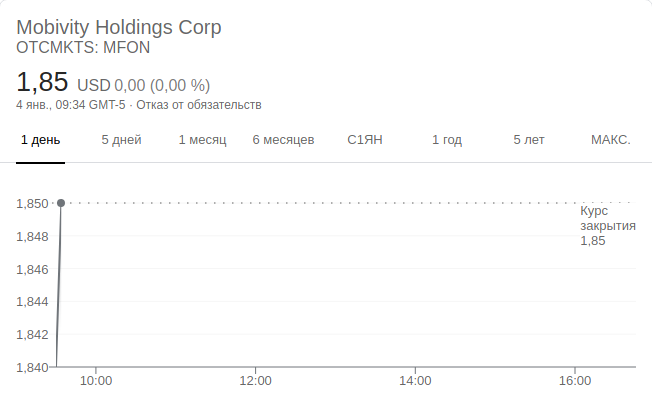 Mobivity Holdings Corp
OTCMKTS: MFON
1,85 USD 0,00 (0,00 %)
4 янв., 09:34 GMT-5 · Отказ от обязательств
1 день 5 дней 1 месяц 6 месяцев С1ЯН 1 год 5 лет МАКС.
1,850
Курс
закрытия
1,85
1,848
1,846
1,844
1,842
1,840
10:00 12:00 14:00 16:00